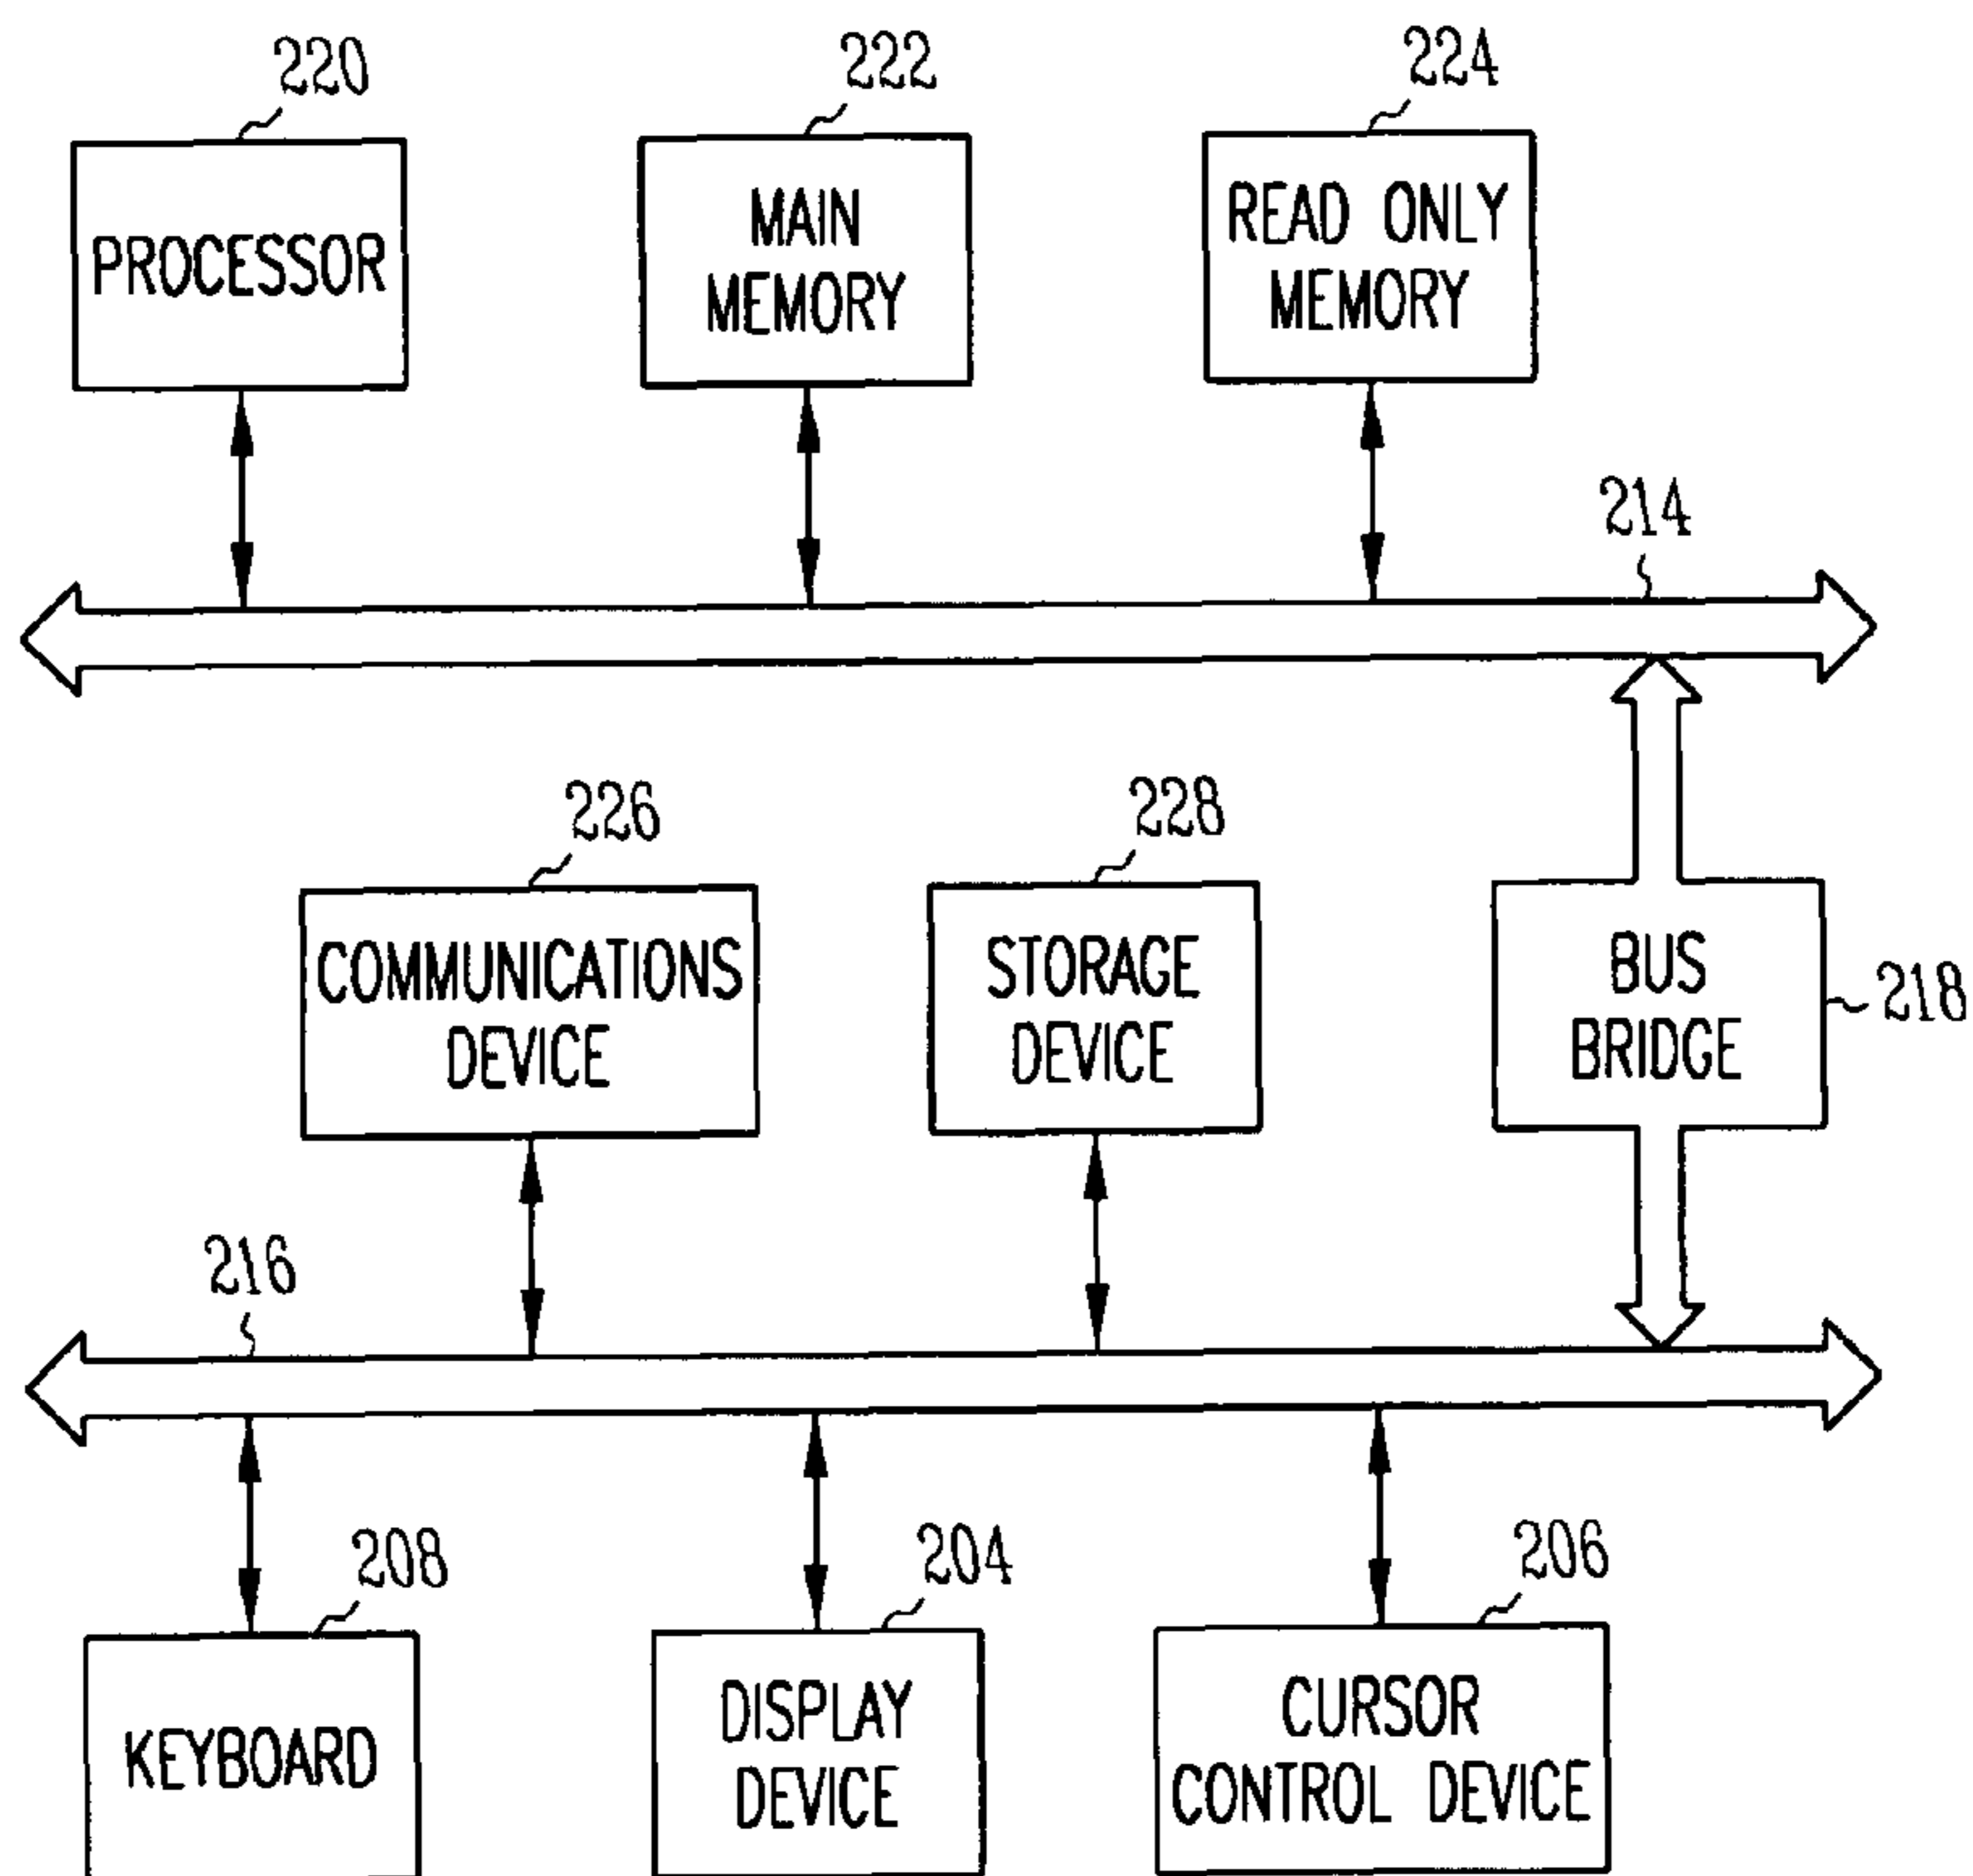 220
222
224
PROCESSOR
MAIN
MEMORY
READ ONLY
MEMORY
214
226
228
COMMUNICATIONS
DEVICE
STORAGE
DEVICE
BUS
BRIDGE
218
216
208
204
206
KEYBOARD
DISPLAY
DEVICE
CURSOR
CONTROL DEVICE